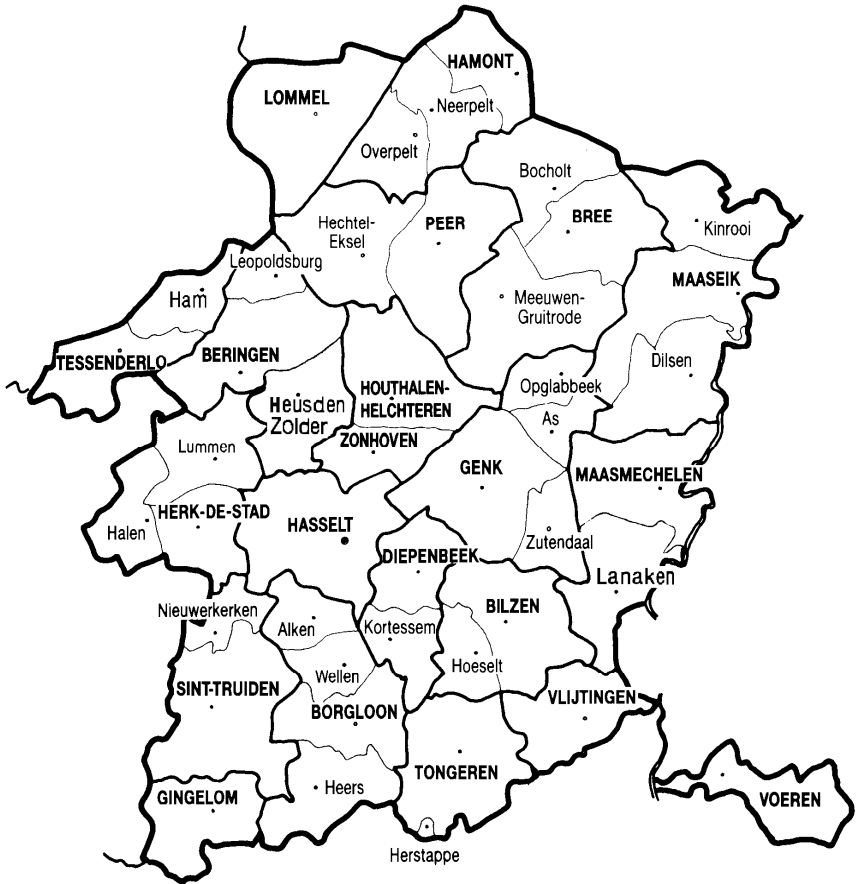 HAMONT
LOMMEL
Neerpelt
Overpelt
Bocholt
Hechtel-
Eksel
PEER
BREE
Kinrooi
Leopoldsburg
MAASEIK
Ham
Meeuwen-
Gruitrode
TESSENDERLO
BERINGEN
Dilsen
HOUTHALEN-
HELCHTEREN
Opglabbeek
Heusden
Zolder
As
ZONHOVEN
Lummen
GENK
MAASMECHELEN
HERK-DE-STAD
HASSELT
Halen
Zutendaal
DIEPENBEEK
Lanaken
Nieuwerkerken
Alken
Kortessem
BILZEN
Hoeselt
Wellen
SINT-TRUIDEN
BORGLOON
VLIJTINGEN
TONGEREN
GINGELOM
Heers
VOEREN
Herstappe